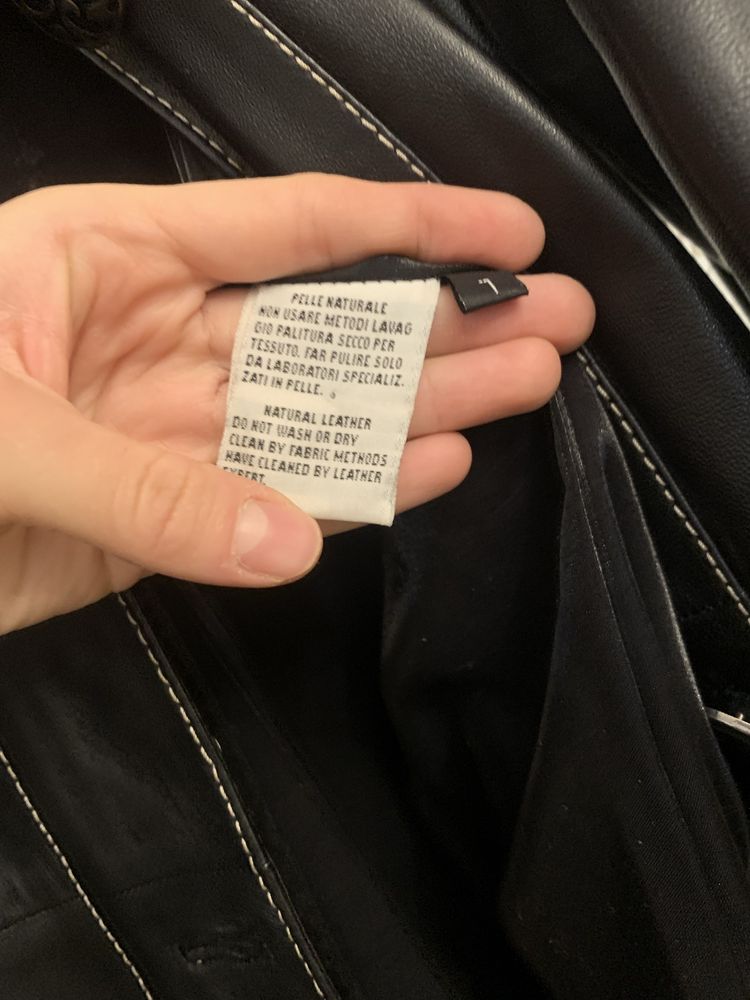 PELLE NATURALE
NON USARE METODI LAVAG
GIO PALITURA SECCO PER
TESSUTO. FAR PULIRE SOLO
DA LABORATORI SPECIALIZ.
ZATI IN PELLE.
NATURAL LEATHER
DO NOT WASH OR DRY
CLEAN BY FABRIC METHODS
HAVE CLEANED BY LEATHER
EXPERT.
L